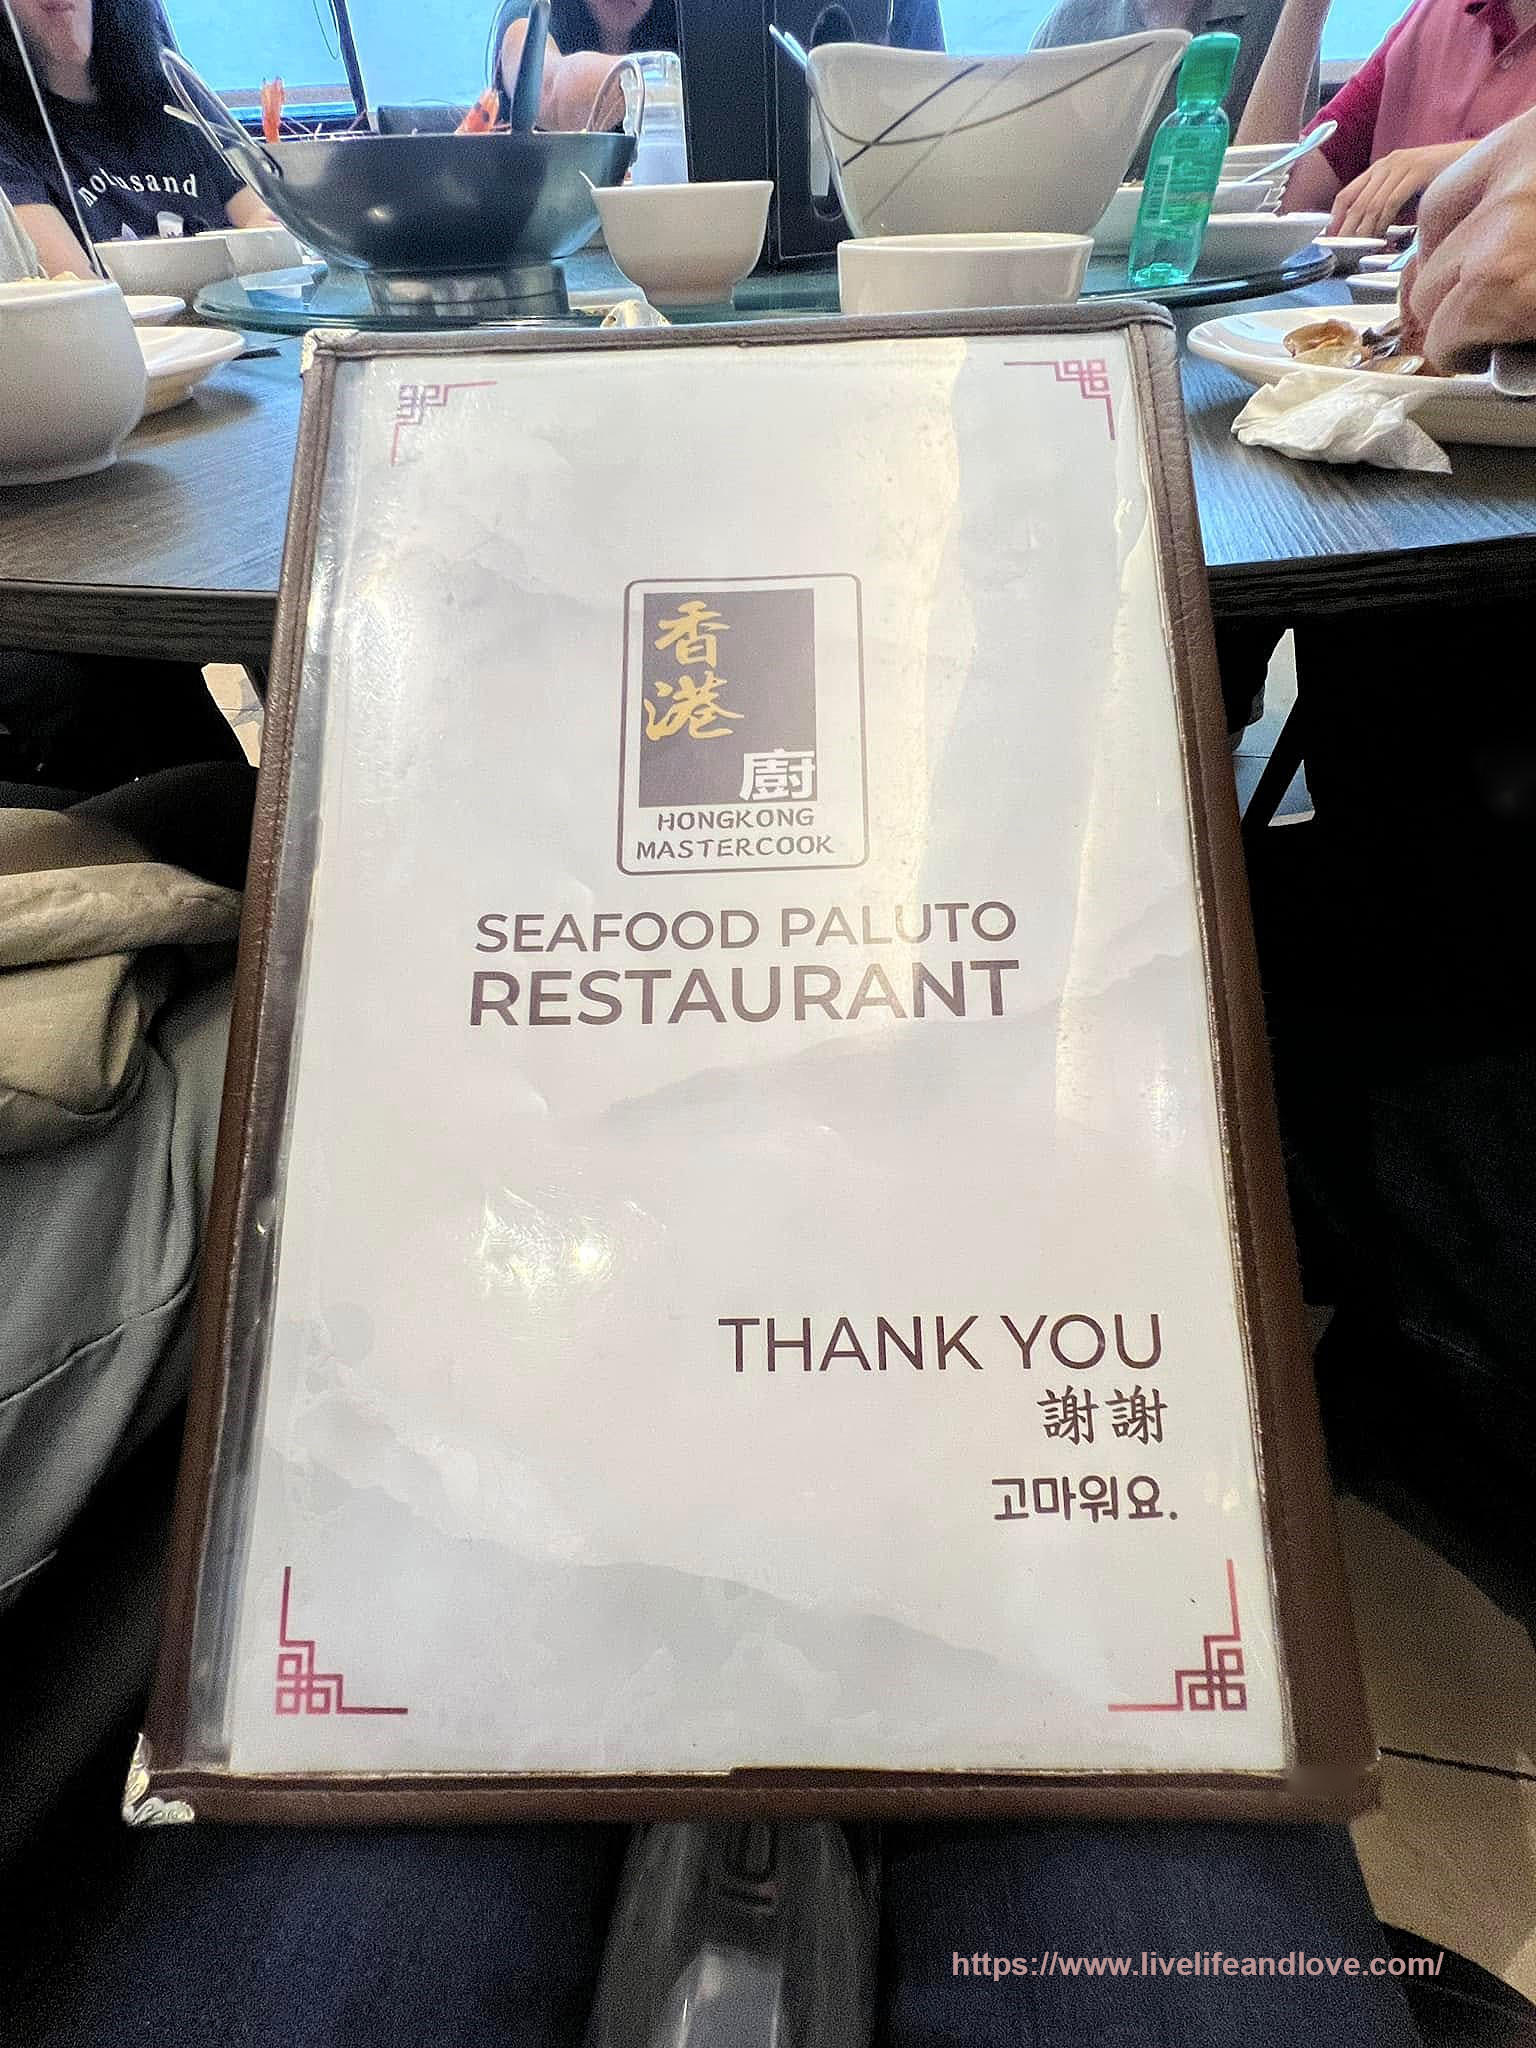 notusand
香
港
廚
HONGKONG
MASTERCOOK
SEAFOOD PALUTO
RESTAURANT
THANK YOU
謝謝
고마워요.
https://www.livelifeandlove.com/